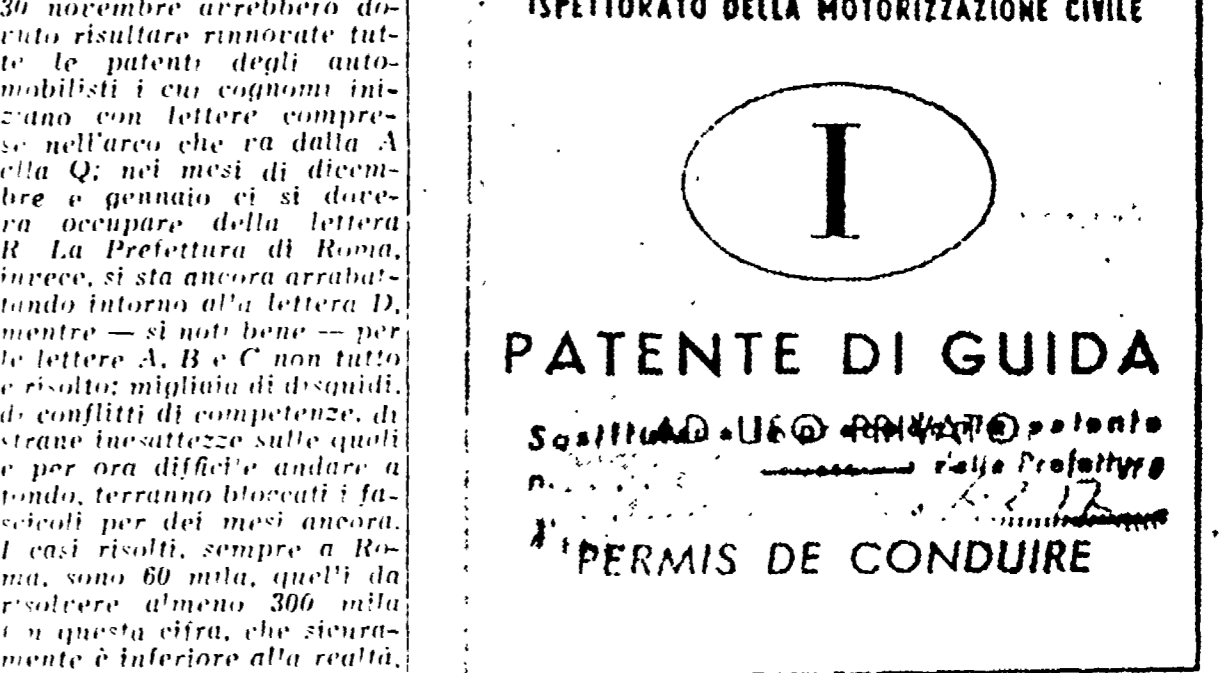 30 novembre avrebbero do-
vuto risultare rinnovate tut-
te le patenti degli auto-
mobilisti i cui cognomi ini-
ziano con lettere compre-
se nell'arco che va dalla A
alla Q; nei mesi di dicem-
bre e gennaio ci si dove-
va occupare della lettera
R La Prefettura di Roma,
invece, si sta ancora arrabat-
tando intorno alla lettera D,
mentre — si noti bene — per
le lettere A, B e C non tutto
e risolto; migliaia di disguidi,
di conflitti di competenze, di
strane inesattezze sulle quali
e per ora difficile andare a
fondo, terranno bloccati i fa-
scicoli per dei mesi ancora.
I casi risolti, sempre a Ro-
ma, sono 60 mila, quelli da
risolvere almeno 300 mila
questa cifra, che sicura-
mente è inferiore alla realtà,
ISPETTORATO DELLA MOTORIZZAZIONE CIVILE
I
PATENTE DI GUIDA
AD USO PRIVATO patente
n. della Prefettura
PERMIS DE CONDUIRE